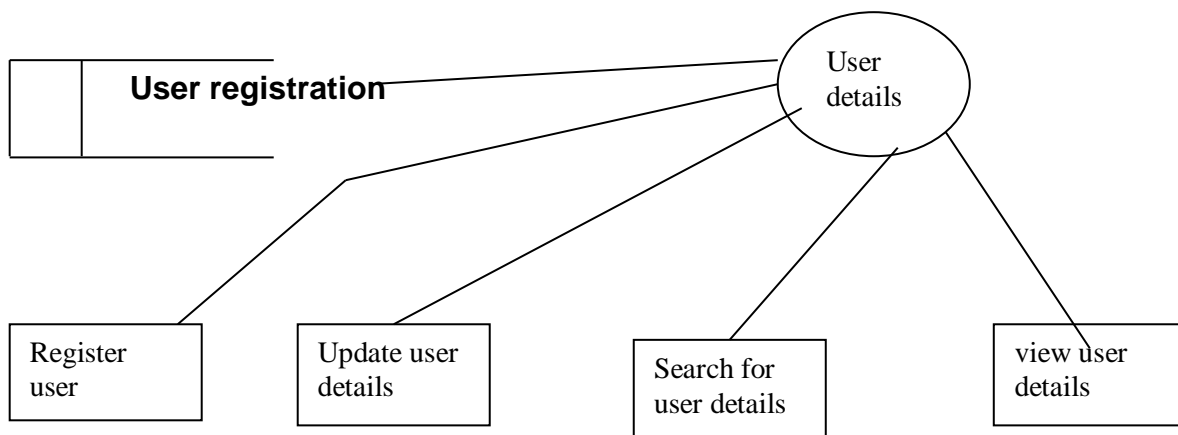 User registration
User
details
Register
user
Update user
details
Search for
user details
view user
details